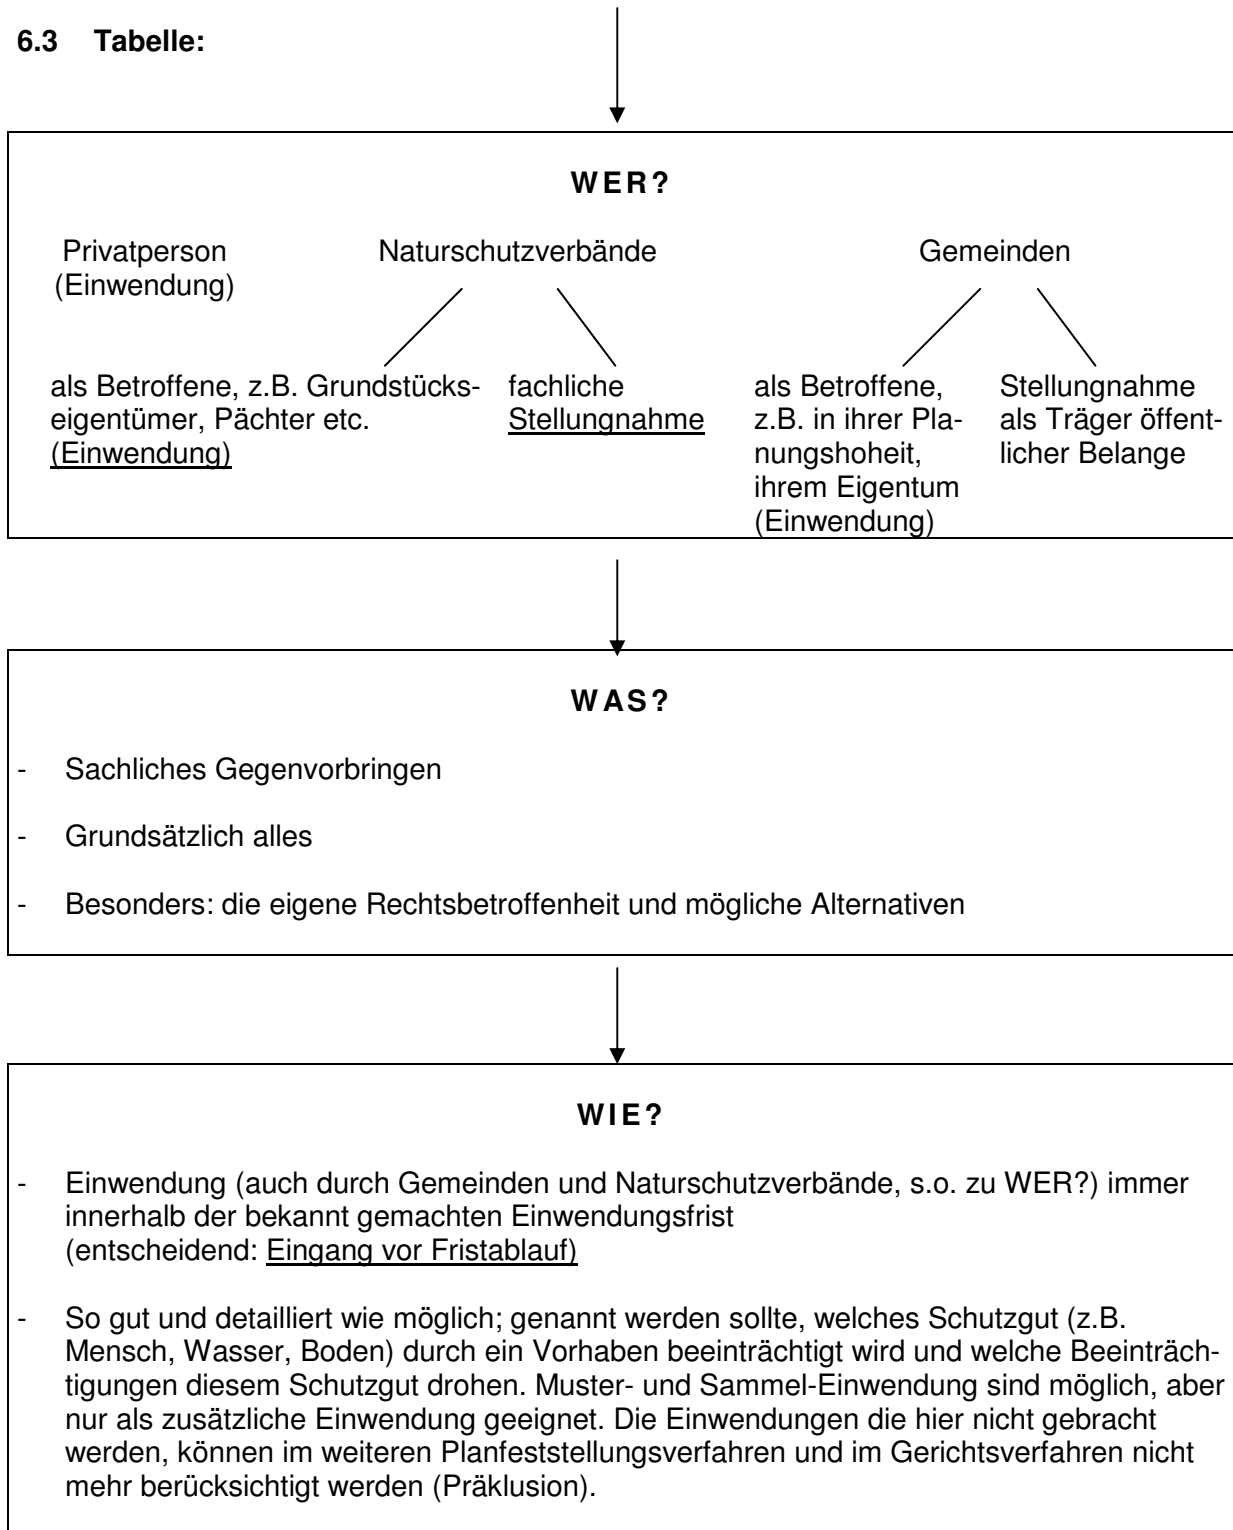 6.3 Tabelle:
WER?
Privatperson
(Einwendung)
Naturschutzverbände
Gemeinden
als Betroffene, z.B. Grundstücks-
eigentümer, Pächter etc.
(Einwendung)
fachliche
Stellungnahme
als Betroffene,
z.B. in ihrer Pla-
nungshoheit,
ihrem Eigentum
(Einwendung)
Stellungnahme
als Träger öffent-
licher Belange
WAS?
- Sachliches Gegenvorbringen
- Grundsätzlich alles
- Besonders: die eigene Rechtsbetroffenheit und mögliche Alternativen
WIE?
- Einwendung (auch durch Gemeinden und Naturschutzverbände, s.o. zu WER?) immer
innerhalb der bekannt gemachten Einwendungsfrist
(entscheidend: Eingang vor Fristablauf)
- So gut und detailliert wie möglich; genannt werden sollte, welches Schutzgut (z.B.
Mensch, Wasser, Boden) durch ein Vorhaben beeinträchtigt wird und welche Beeinträch-
tigungen diesem Schutzgut drohen. Muster- und Sammel-Einwendung sind möglich, aber
nur als zusätzliche Einwendung geeignet. Die Einwendungen die hier nicht gebracht
werden, können im weiteren Planfeststellungsverfahren und im Gerichtsverfahren nicht
mehr berücksichtigt werden (Präklusion).